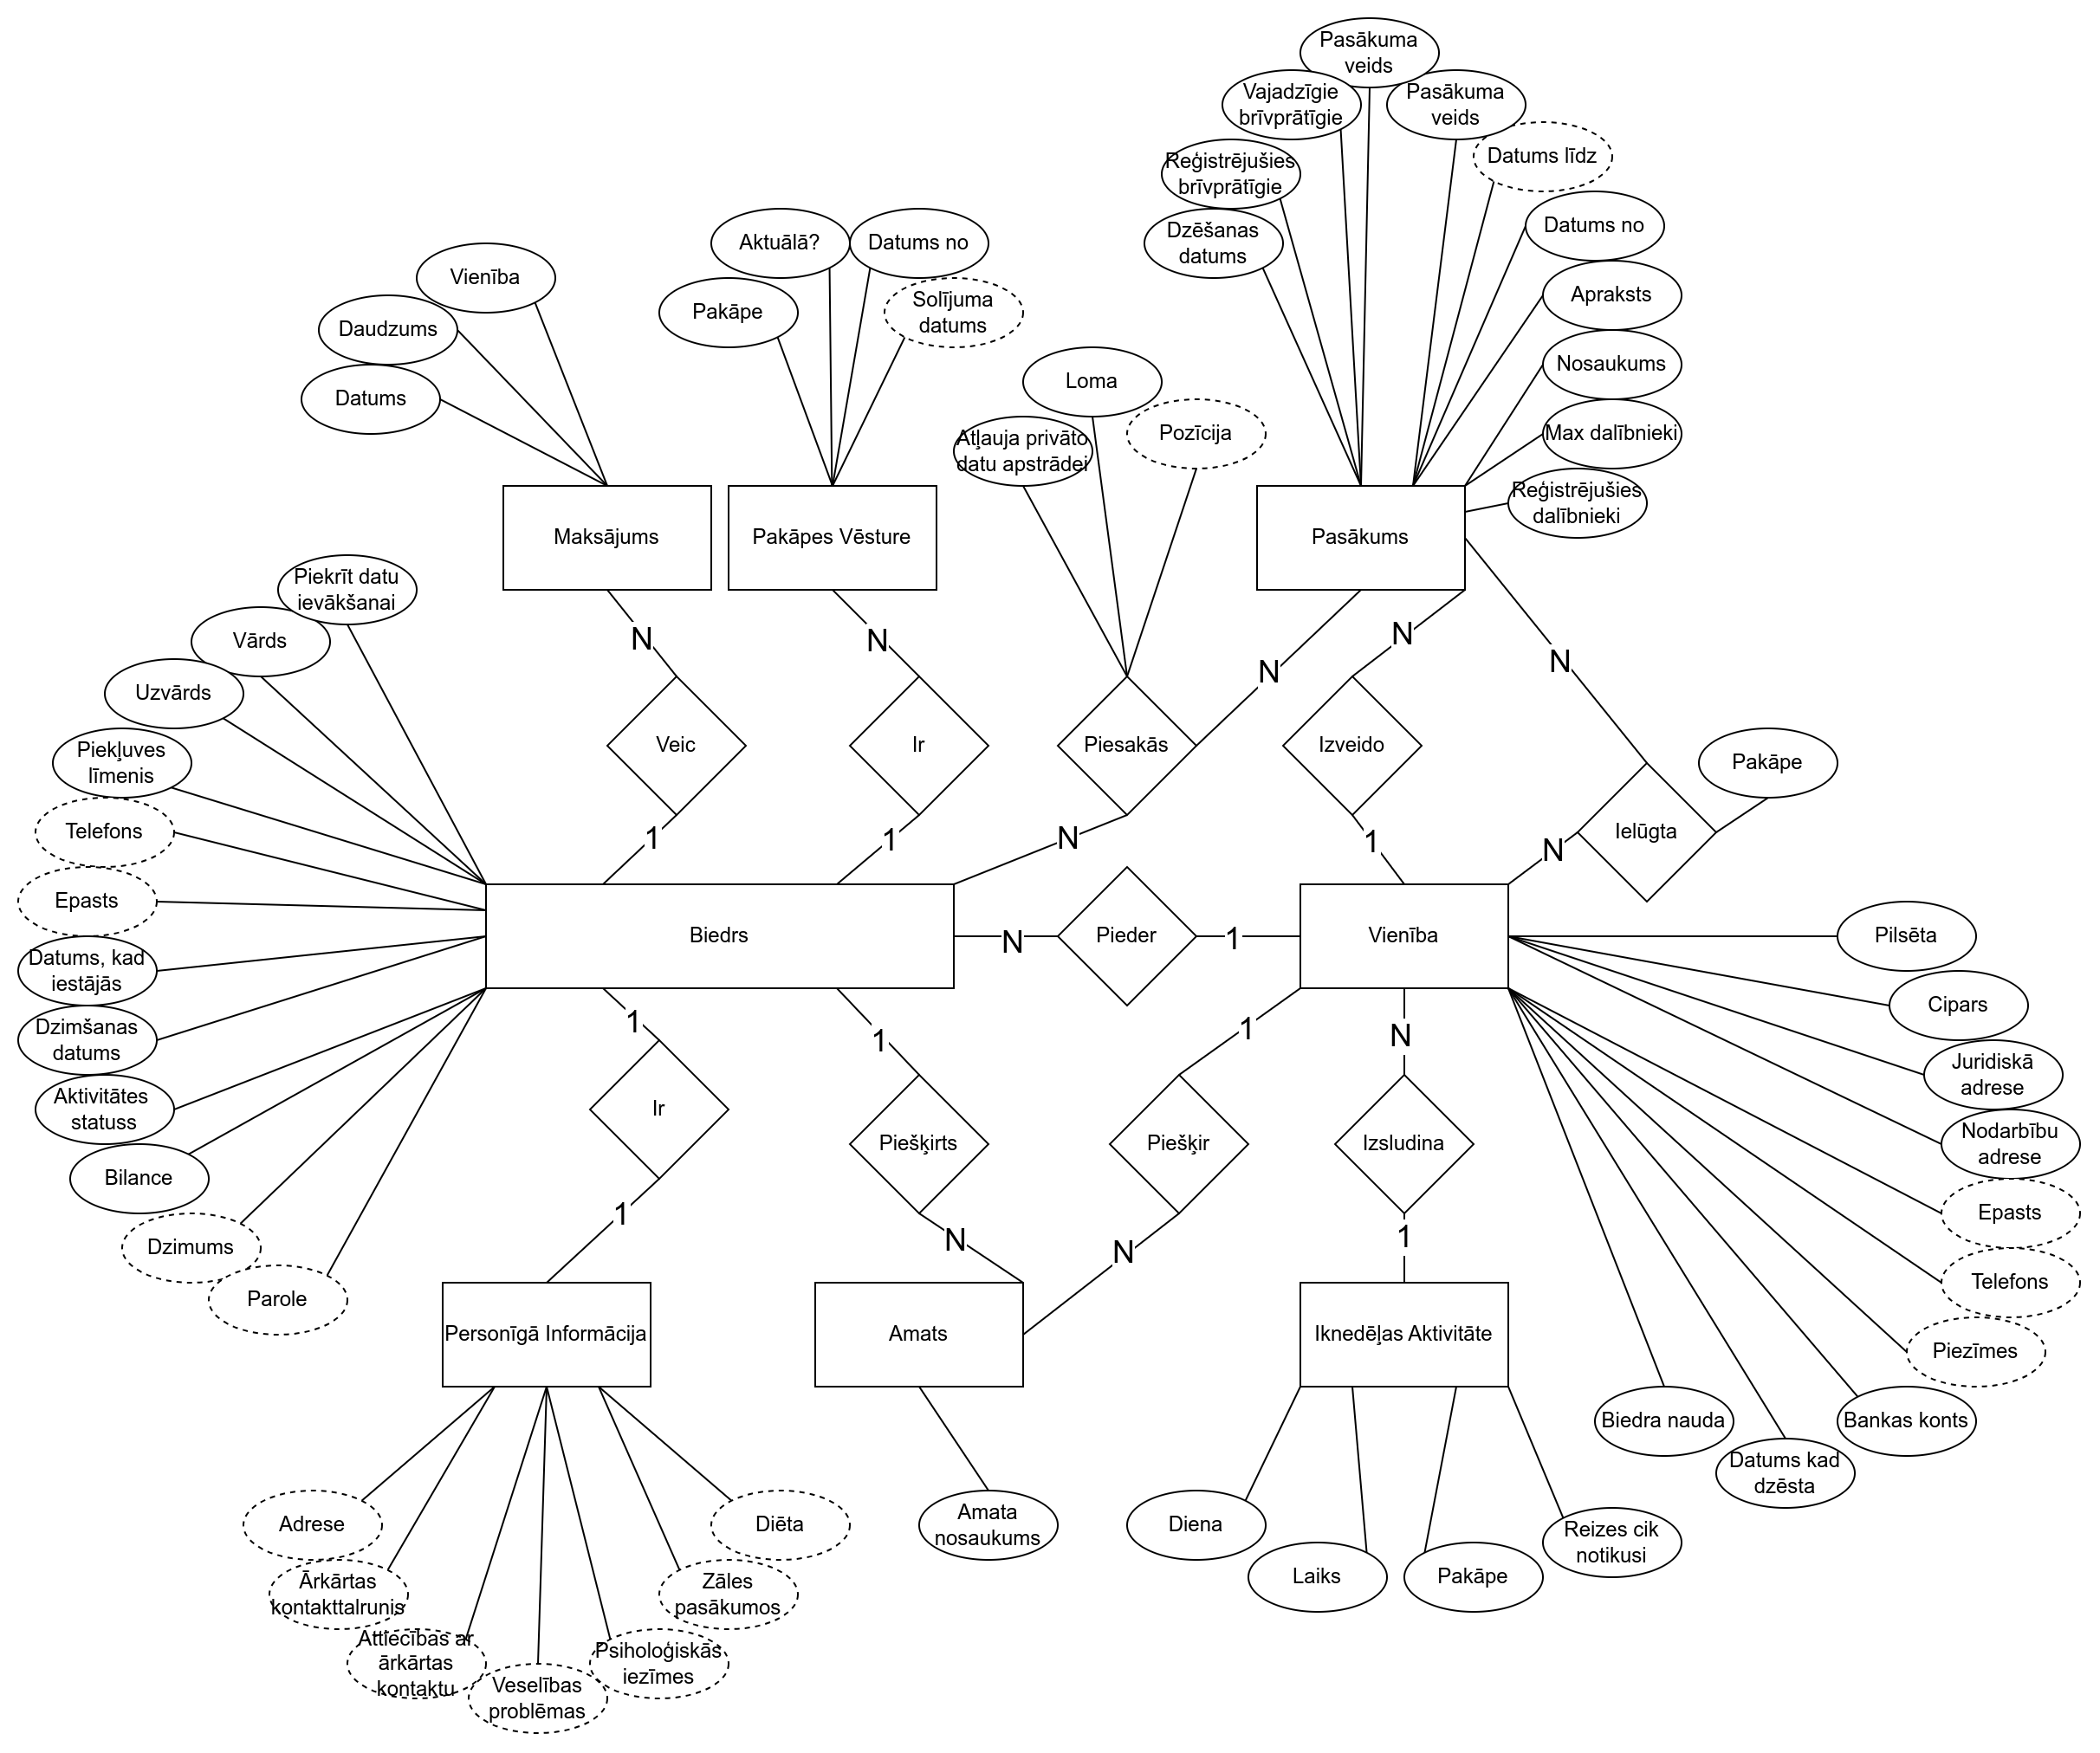 Pasākuma
veids
Vajadzīgie
brīvprātīgie
Pasākuma
veids
Datums līdz
Reģistrējušies
brīvprātīgie
Dzēšanas
datums
Datums no
Apraksts
Nosaukums
Max dalībnieki
Reģistrējušies
dalībnieki
Aktuālā?
Datums no
Pakāpe
Solījuma
datums
Vienība
Daudzums
Datums
Loma
Atļauja privāto
datu apstrādei
Pozīcija
Maksājums
Pakāpes Vēsture
Pasākums
Piekrīt datu
ievākšanai
Vārds
Uzvārds
Piekļuves
līmenis
Telefons
Epasts
Datums, kad
iestājās
Dzimšanas
datums
Aktivitātes
statuss
Bilance
Dzimums
Parole
N
N
N
N
N
Veic
Ir
Piesakās
Izveido
Pakāpe
Ielūgta
1
1
N
1
N
Biedrs
N
Pieder
1
Vienība
Pilsēta
Cipars
Juridiskā
adrese
Nodarbību
adrese
Epasts
Telefons
Piezīmes
Bankas konts
Datums kad
dzēsta
Biedra nauda
1
1
1
N
Ir
Piešķirts
Piešķir
Izsludina
1
N
N
1
Personīgā Informācija
Amats
Iknedēļas Aktivitāte
Adrese
Ārkārtas
kontakttalrunis
Attiecības ar
ārkārtas
kontaktu
Veselības
problēmas
Psiholoģiskās
iezīmes
Zāles
pasākumos
Diēta
Amata
nosaukums
Diena
Laiks
Pakāpe
Reizes cik
notikusi